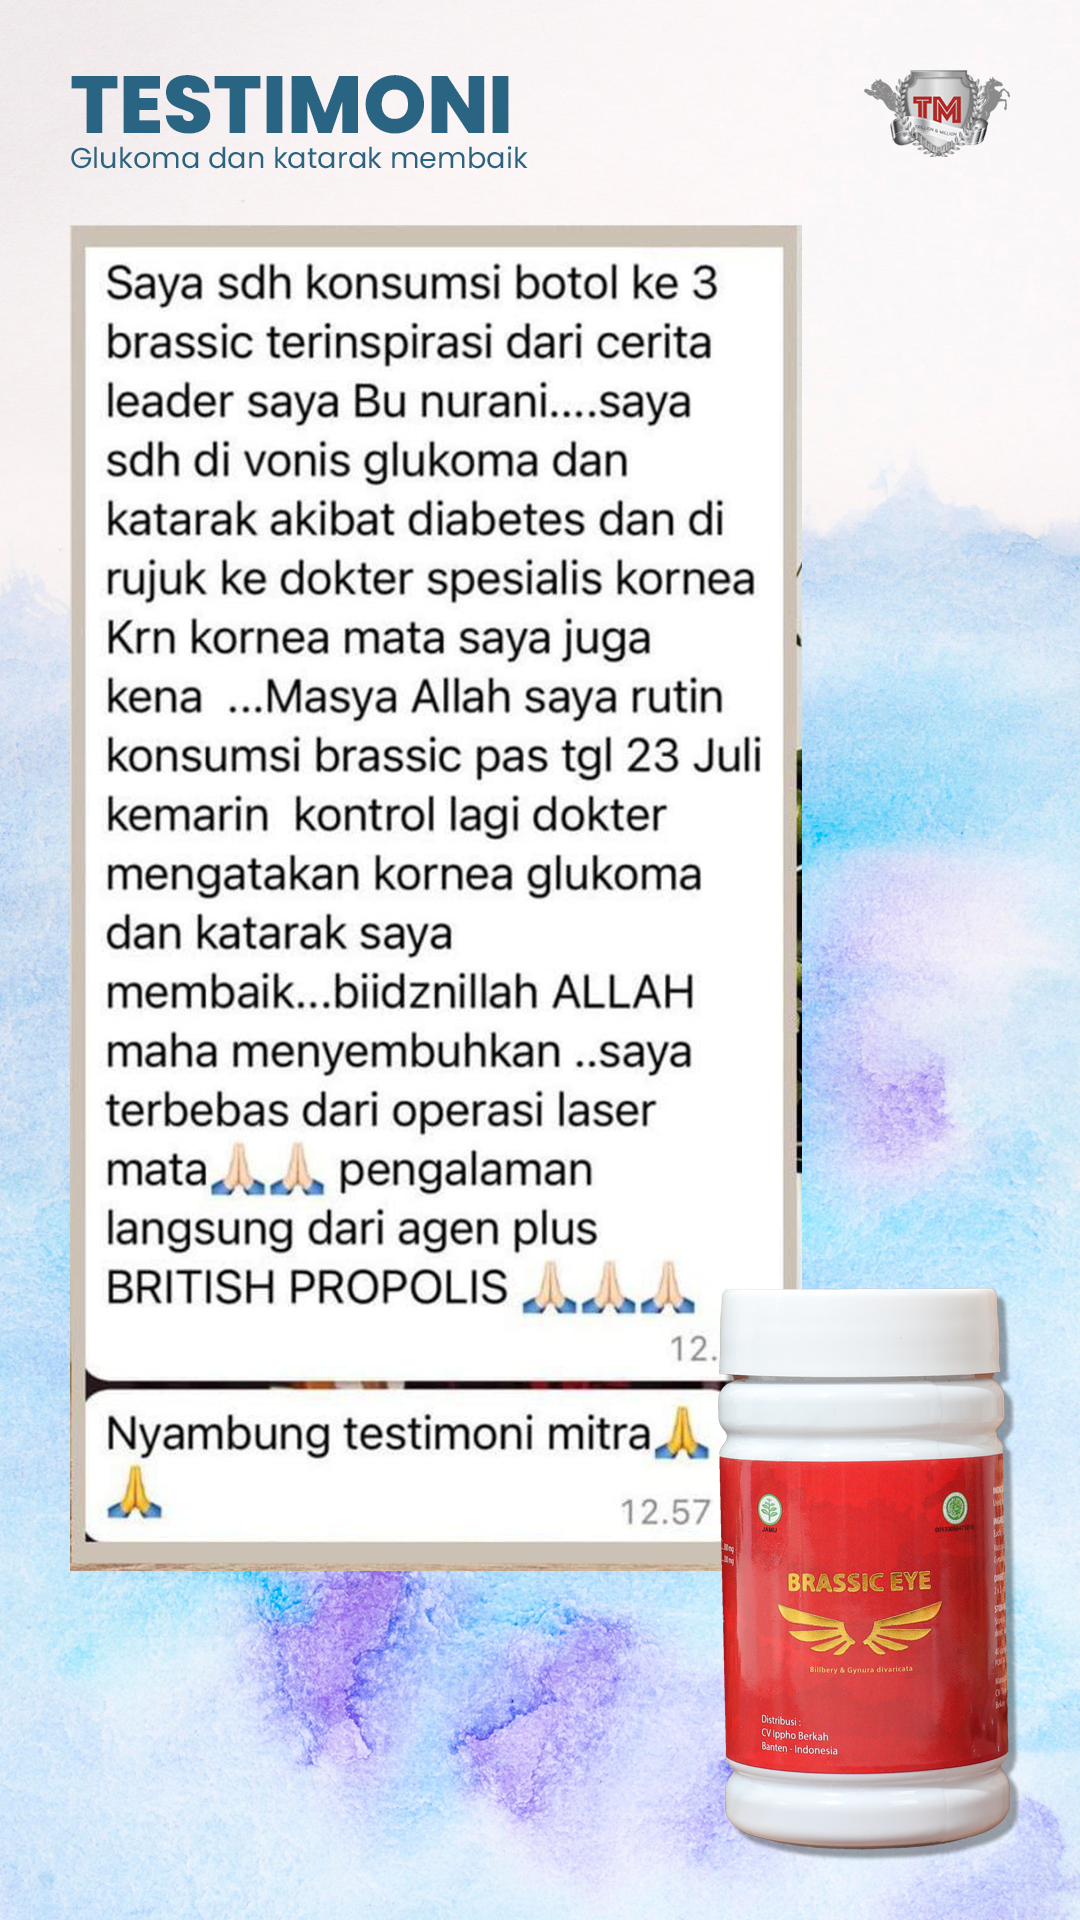 TESTIMONI
Glukoma dan katarak membaik
TM
Saya sdh konsumsi botol ke 3
brassic terinspirasi dari cerita
leader saya Bu nurani....saya
sdh di vonis glukoma dan
katarak akibat diabetes dan di
rujuk ke dokter spesialis kornea
Krn kornea mata saya juga
kena ...Masya Allah saya rutin
konsumsi brassic pas tgl 23 Juli
kemarin kontrol lagi dokter
mengatakan kornea glukoma
dan katarak saya
membaik...biidznillah ALLAH
maha menyembuhkan ..saya
terbebas dari operasi laser
mata🙏🏻🙏🏻 pengalaman
langsung dari agen plus
BRITISH PROPOLIS 🙏🏻🙏🏻🙏🏻
12.
Nyambung testimoni mitra🙏
🙏
12.57
JAMU
BRASSIC EYE
Billbery & Gynura divaricata
Distribusi :
CV Ippho Berkah
Banten - Indonesia